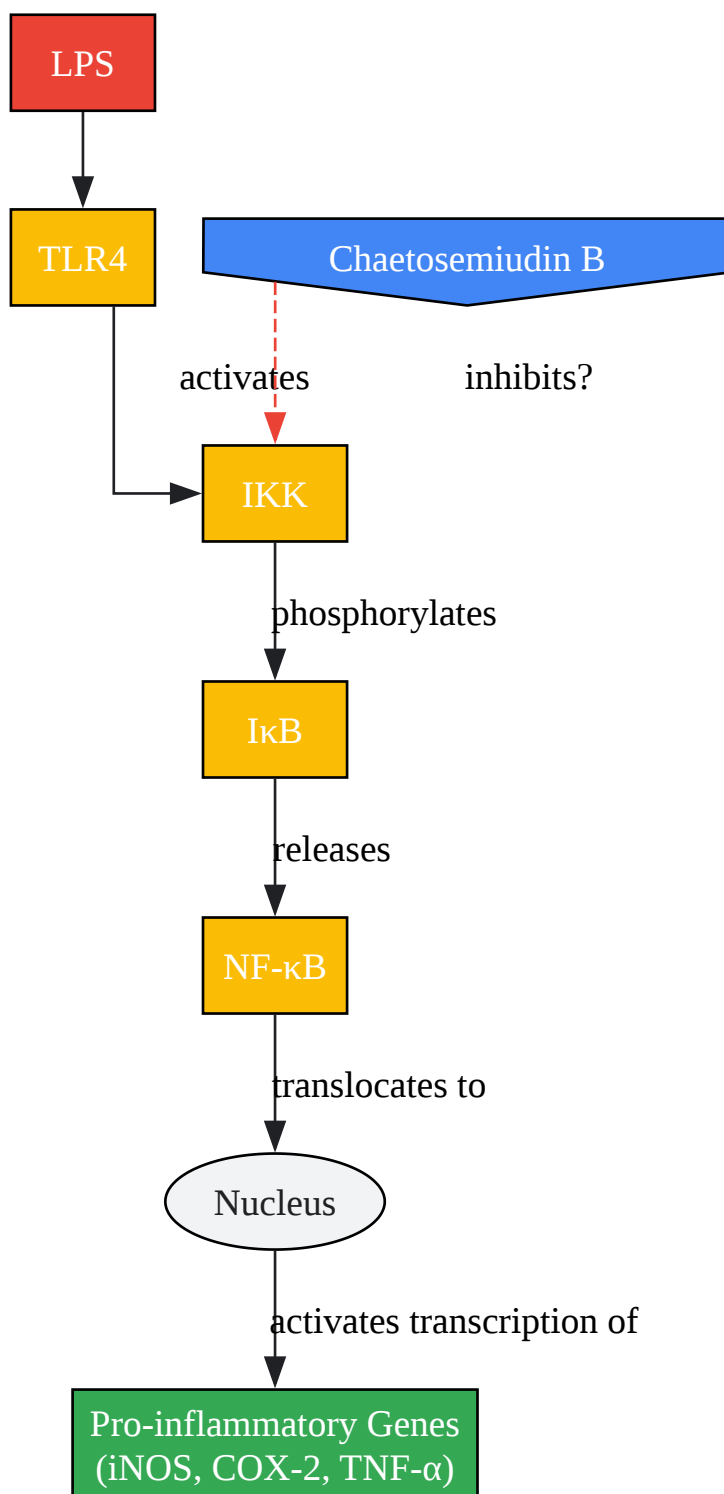 LPS
TLR4
Chaetosemiudin B
activates
inhibits?
IKK
phosphorylates
IκB
releases
NF-κB
translocates to
Nucleus
activates transcription of
Pro-inflammatory Genes
(iNOS, COX-2, TNF-α)